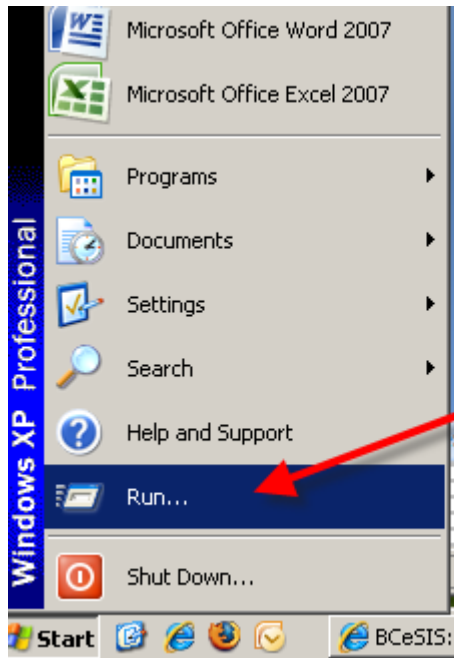 Microsoft Office Word 2007
Microsoft Office Excel 2007
Programs
Documents
Settings
Search
Help and Support
Run...
Shut Down...
Windows XP Professional
Start
BCeSIS: